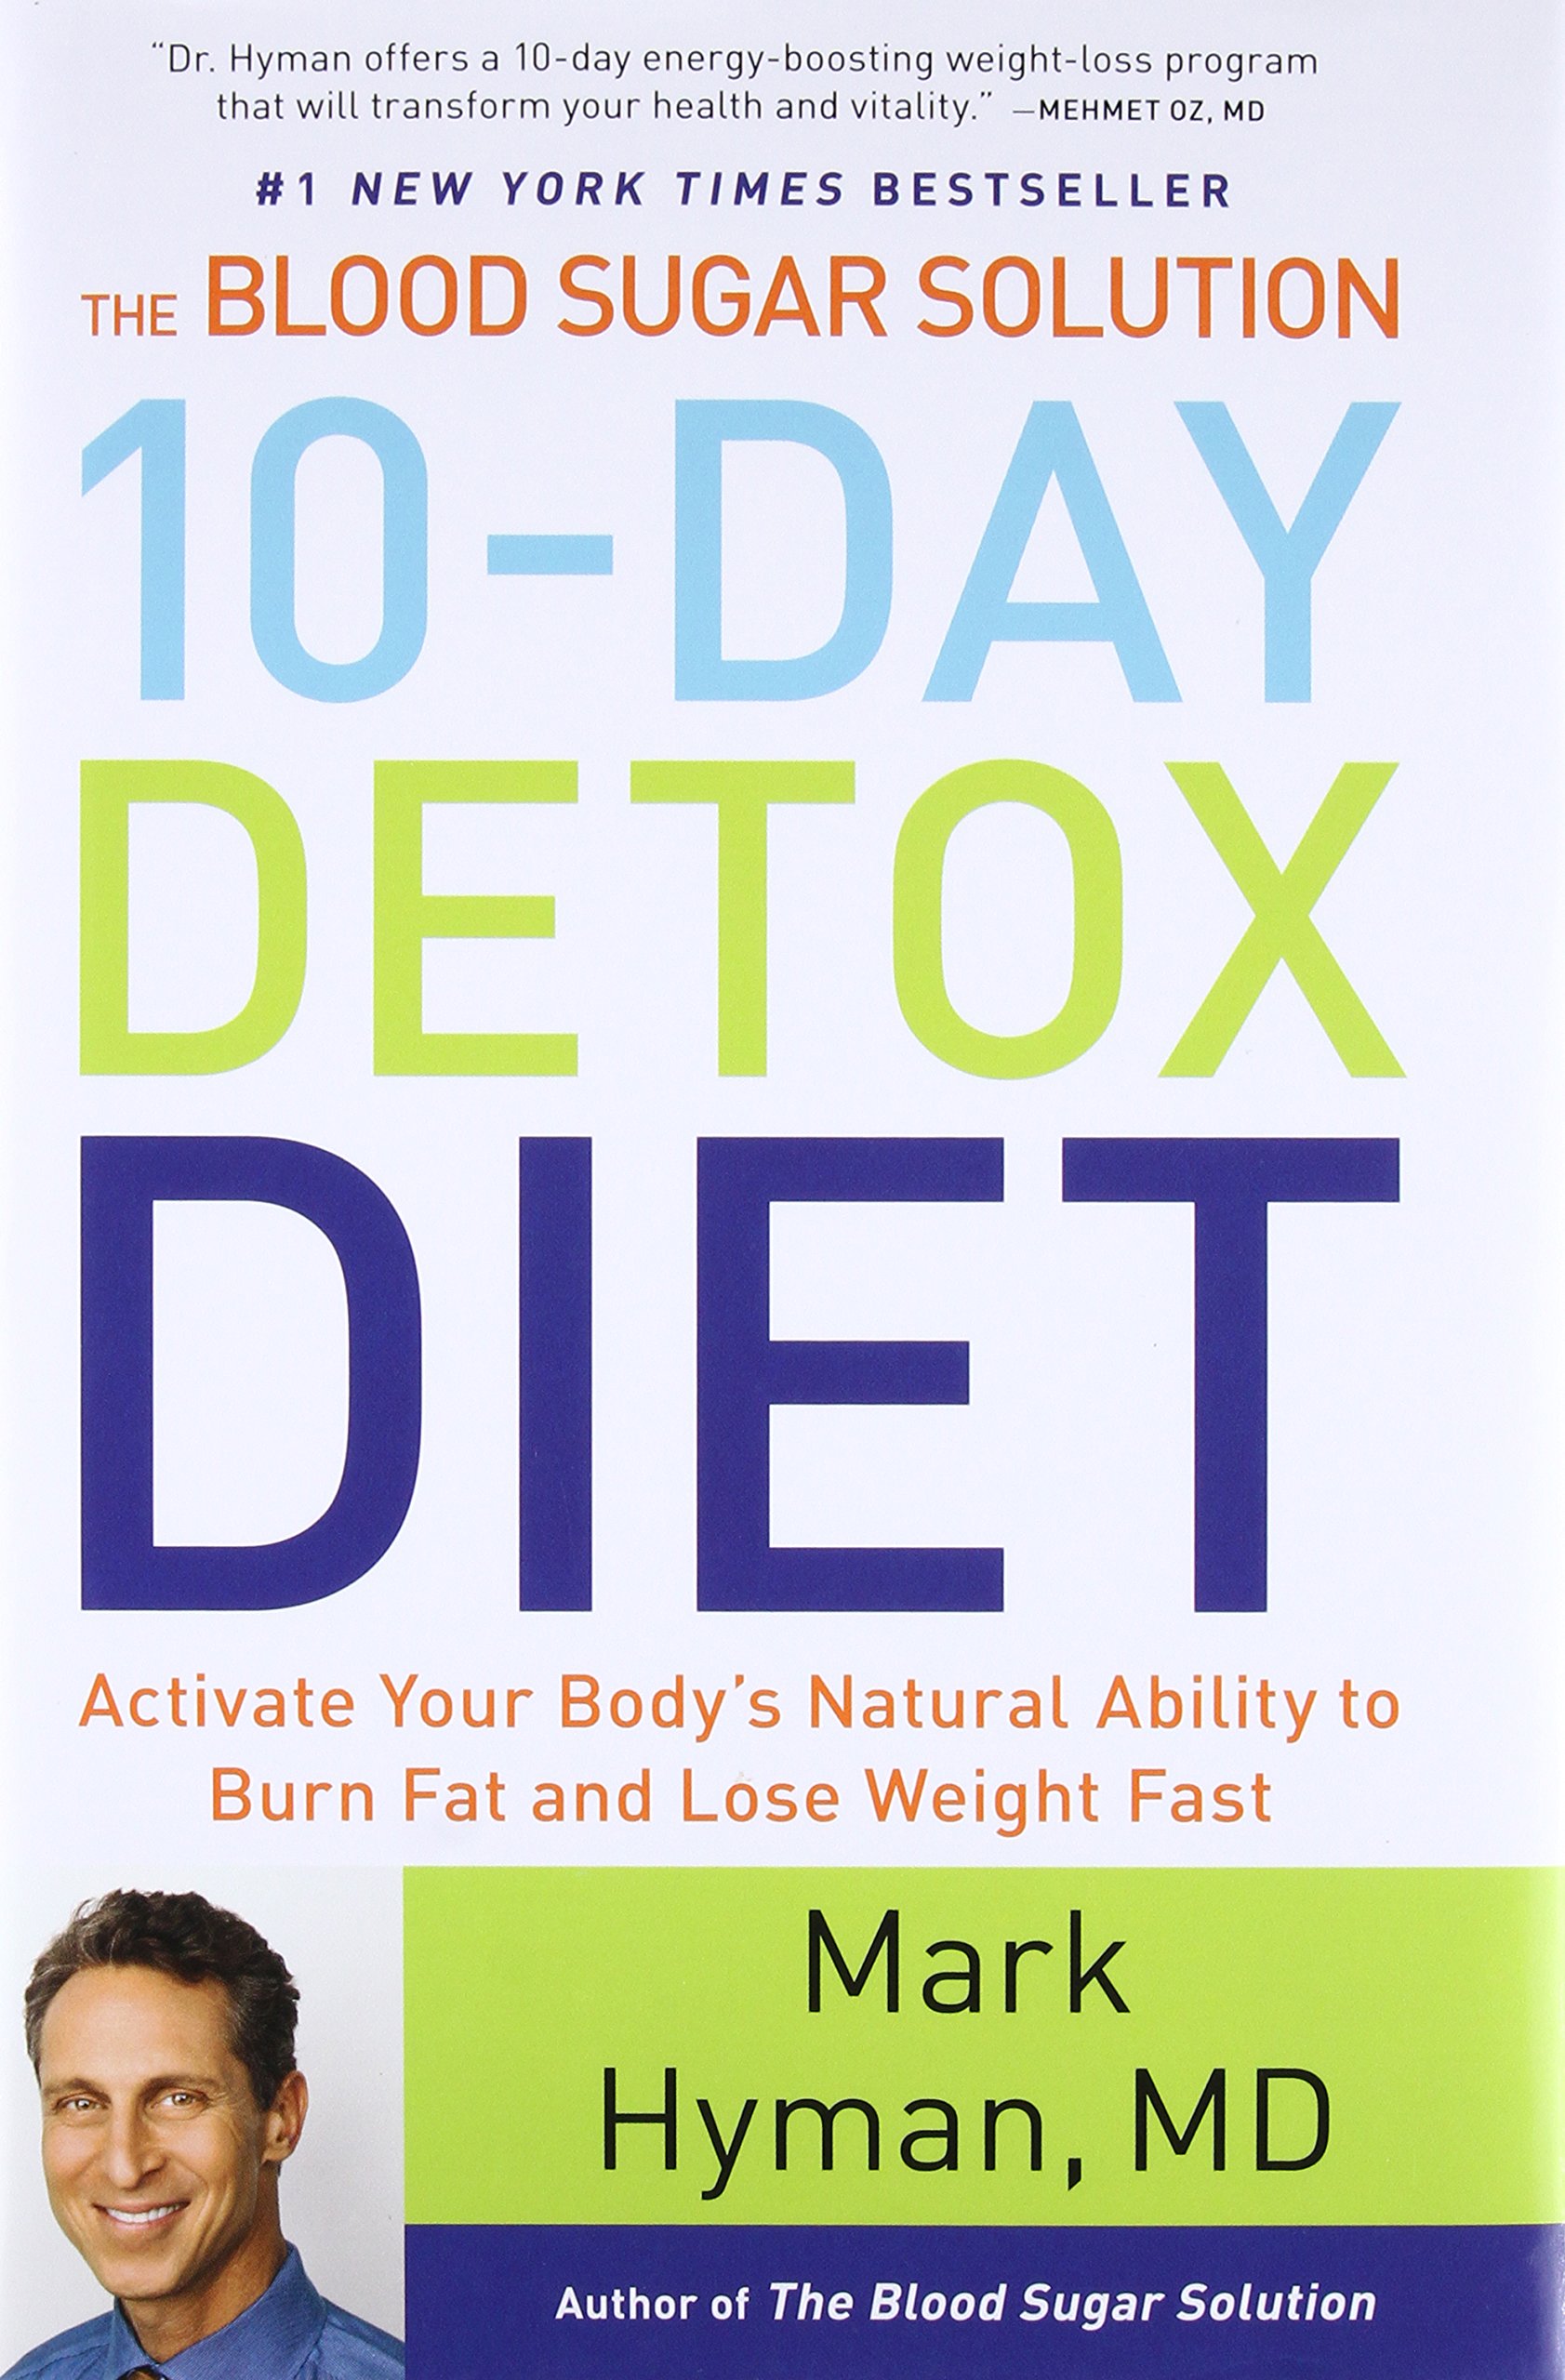 “Dr. Hyman offers a 10-day energy-boosting weight-loss program
that will transform your health and vitality.” —MEHMET OZ, MD
#1 NEW YORK TIMES BESTSELLER
THE BLOOD SUGAR SOLUTION
10-DAY
DETOX
DIET
Activate Your Body’s Natural Ability to
Burn Fat and Lose Weight Fast
Mark
Hyman, MD
Author of The Blood Sugar Solution